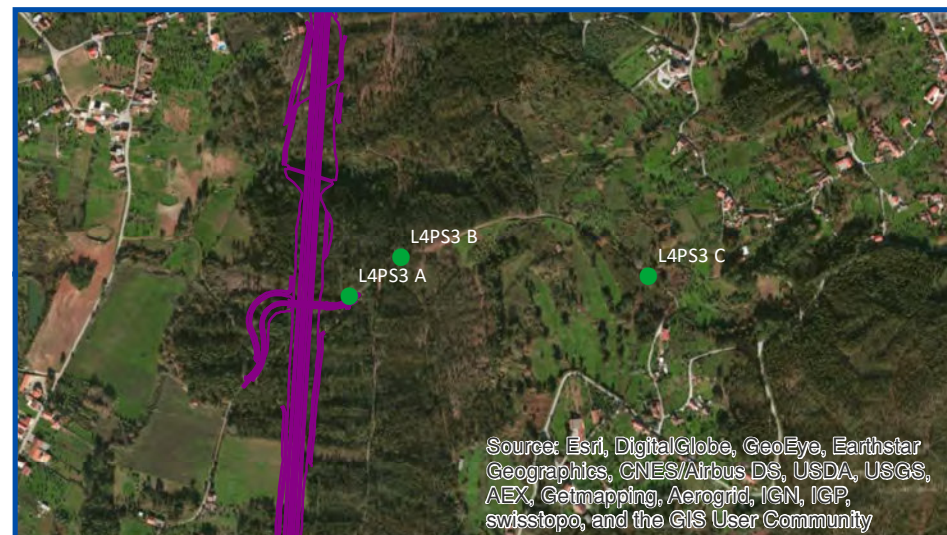 L4PS3 B
L4PS3 A
L4PS3 C
Source: Esri, DigitalGlobe, GeoEye, Earthstar
Geographics, CNES/Airbus DS, USDA, USGS,
AEX, Getmapping, Aerogrid, IGN, IGP,
swisstopo, and the GIS User Community